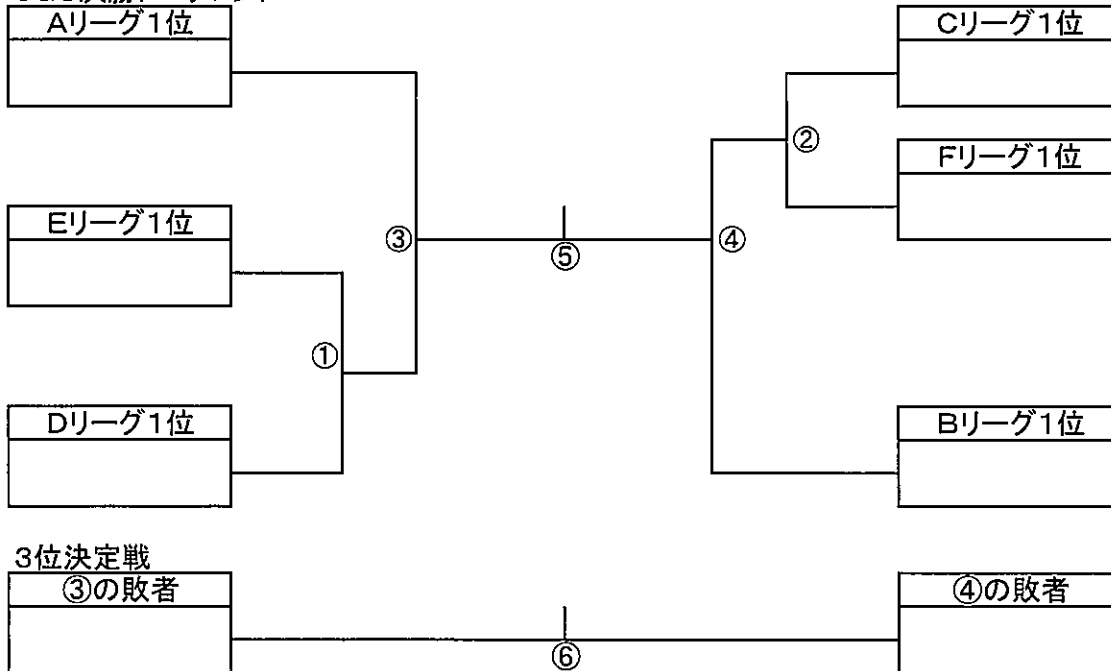 Aリーグ1位
Cリーグ1位
②
Fリーグ1位
Eリーグ1位
③
⑤
④
①
Dリーグ1位
Bリーグ1位
3位決定戦
③の敗者
④の敗者
⑥